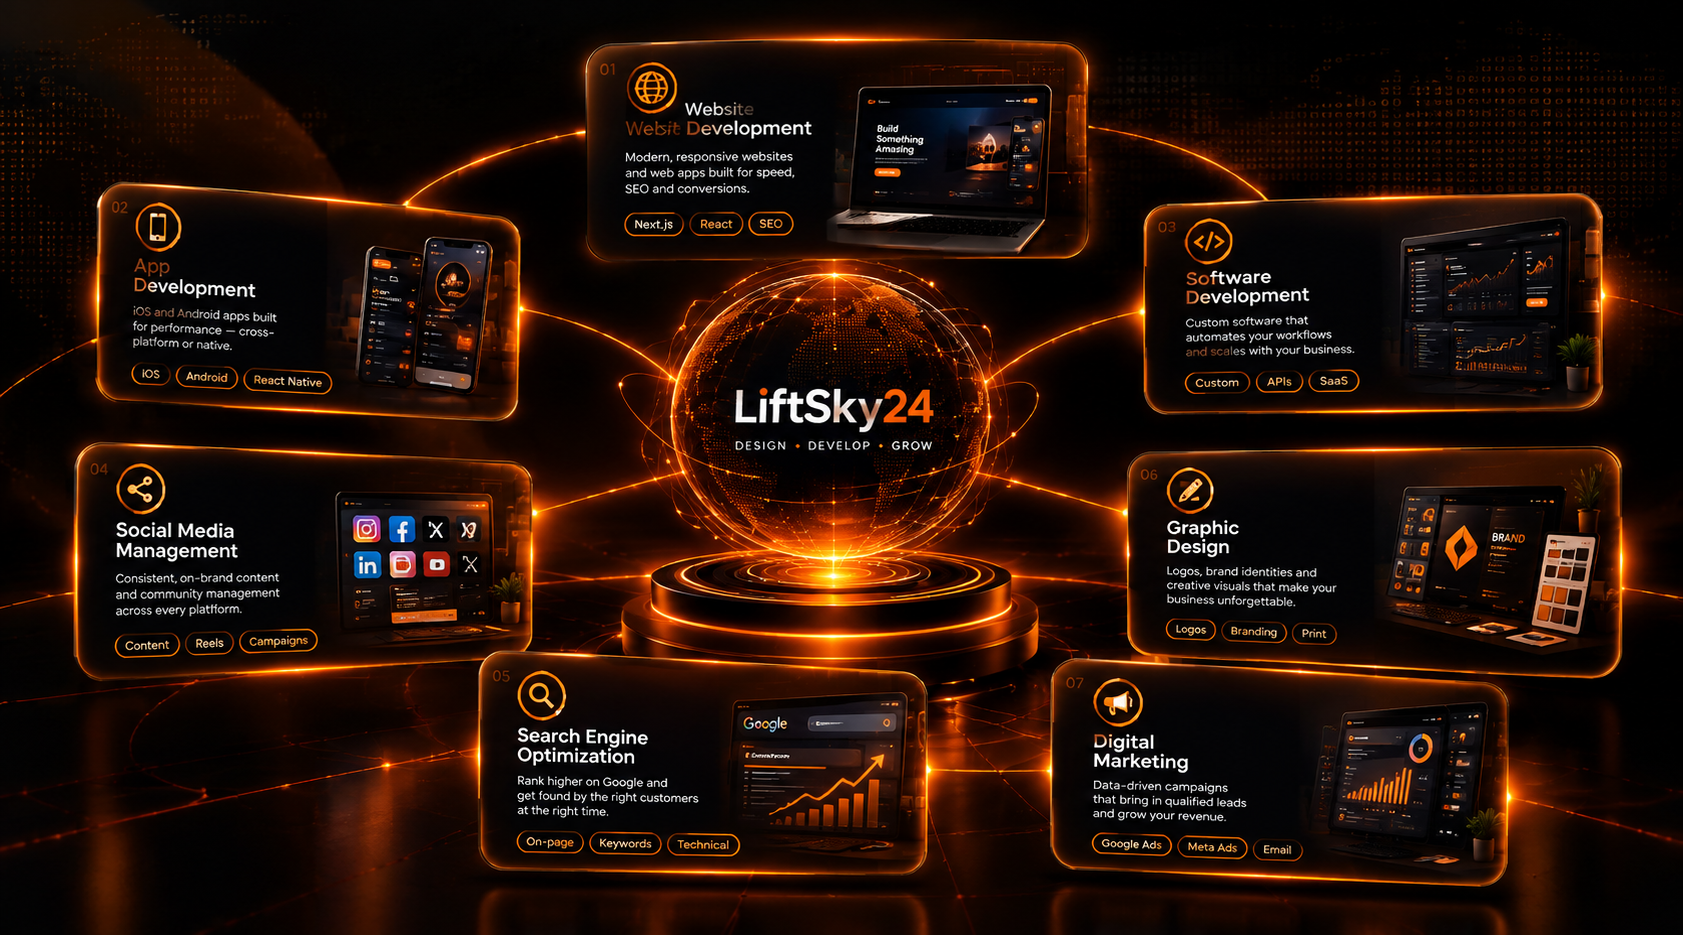 01
Website
Websit Development
Modern, responsive websites
and web apps built for speed,
SEO and conversions.
Next.js React SEO
Build
Something
Amazing
02
App
Development
iOS and Android apps built
for performance — cross-
platform or native.
iOS Android React Native
03
Software
Development
Custom software that
automates your workflows
and scales with your business.
Custom APIs SaaS
LiftSky24
DESIGN • DEVELOP • GROW
04
Social Media
Management
Consistent, on-brand content
and community management
across every platform.
Content Reels Campaigns
in
06
Graphic
Design
Logos, brand identities and
creative visuals that make your
business unforgettable.
Logos Branding Print
BRAND
05
Search Engine
Optimization
Rank higher on Google and
get found by the right customers
at the right time.
On-page Keywords Technical
Google
07
Digital
Marketing
Data-driven campaigns
that bring in qualified leads
and grow your revenue.
Google Ads Meta Ads Email